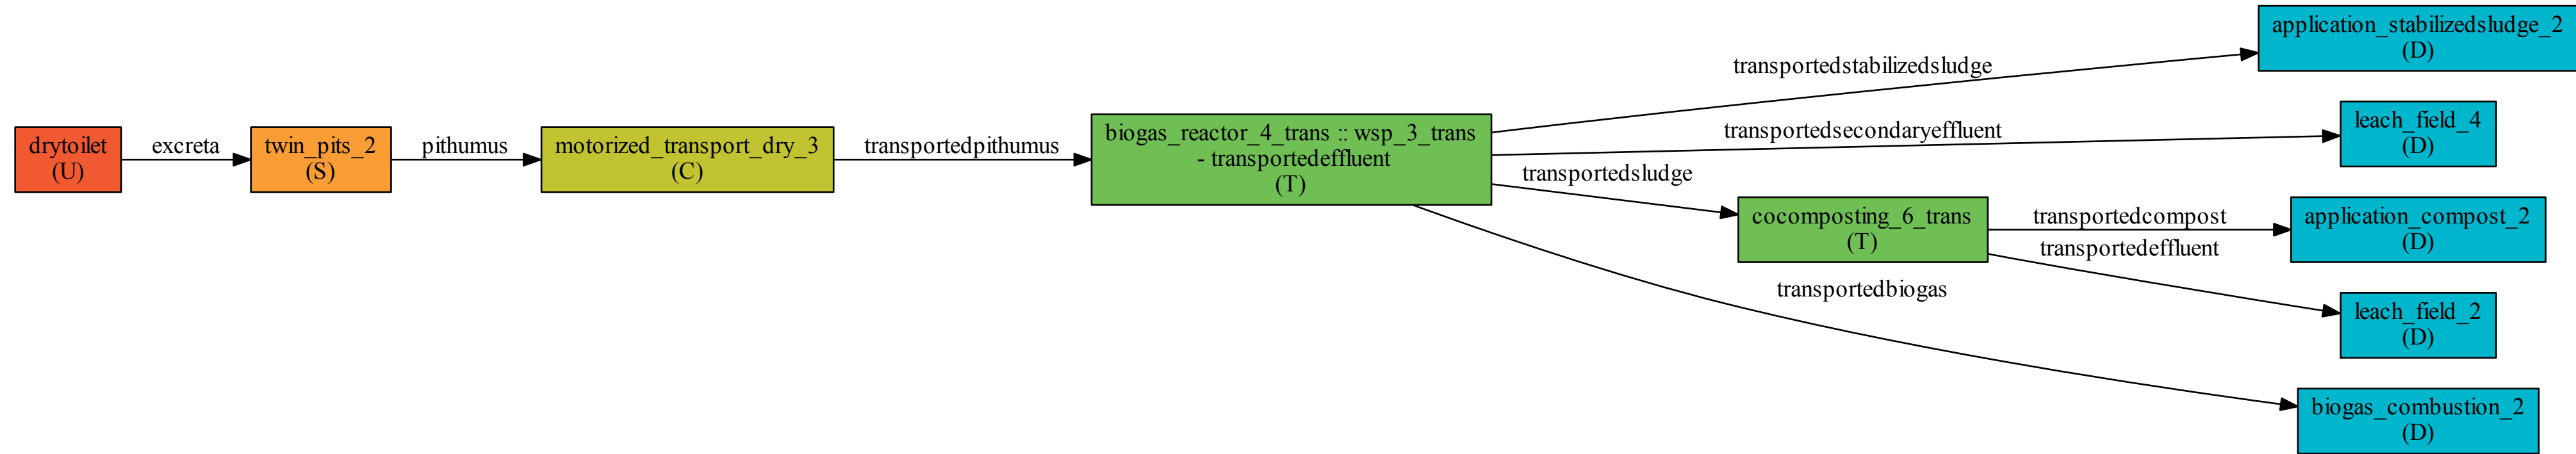 drytoilet
(U)
excreta
twin_pits_2
(S)
pithumus
motorized_transport_dry_3
(C)
transportedpithumus
biogas_reactor_4_trans :: wsp_3_trans
- transportedeffluent
(T)
transportedstabilizedsludge
transportedsecondaryeffluent
transportedsludge
transportedbiogas
cocomposting_6_trans
(T)
transportedcompost
transportedeffluent
application_stabilizedsludge_2
(D)
leach_field_4
(D)
application_compost_2
(D)
leach_field_2
(D)
biogas_combustion_2
(D)